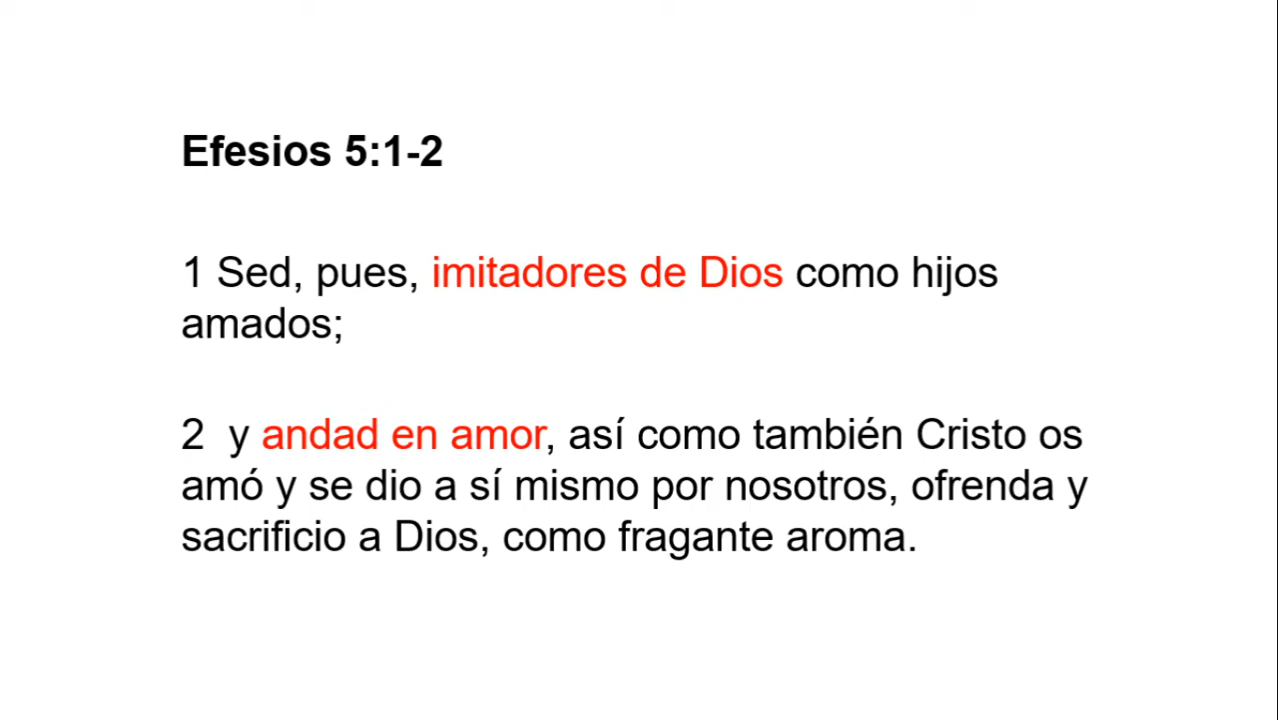 Efesios 5:1-2
1 Sed, pues, imitadores de Dios como hijos
amados;
2  y andad en amor, así como también Cristo os
amó y se dio a sí mismo por nosotros, ofrenda y
sacrificio a Dios, como fragante aroma.